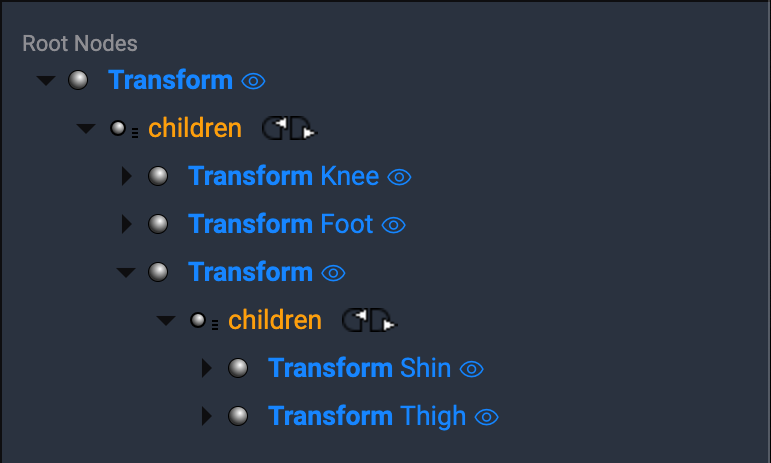 Root Nodes
Transform
children
Transform Knee
Transform Foot
Transform
children
Transform Shin
Transform Thigh